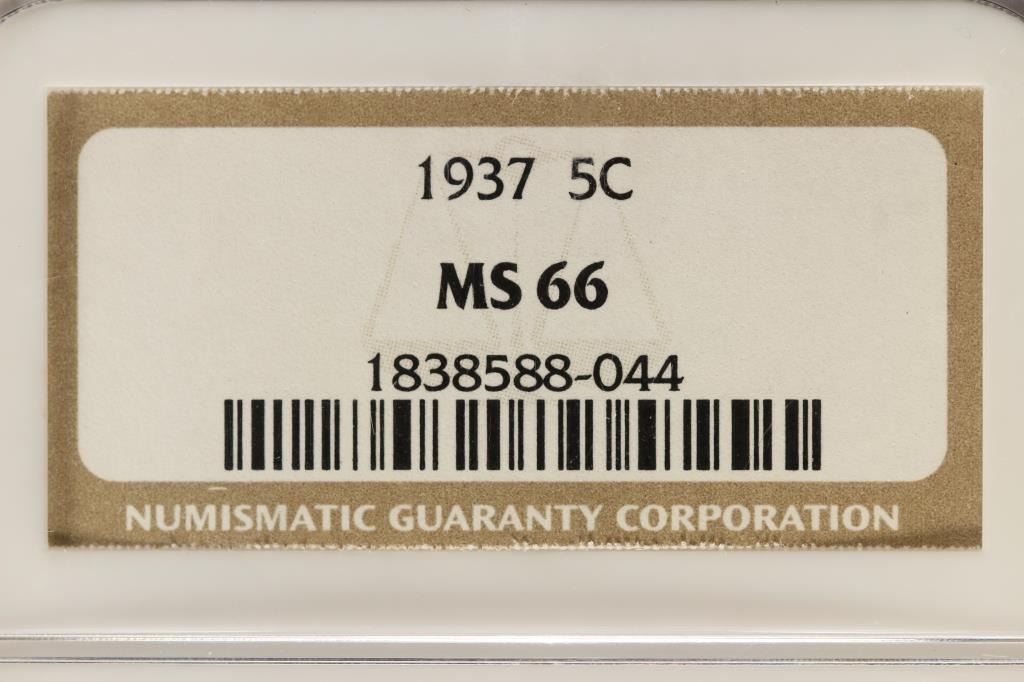 1937 5C
MS 66
1838588-044
NUMISMATIC GUARANTY CORPORATION